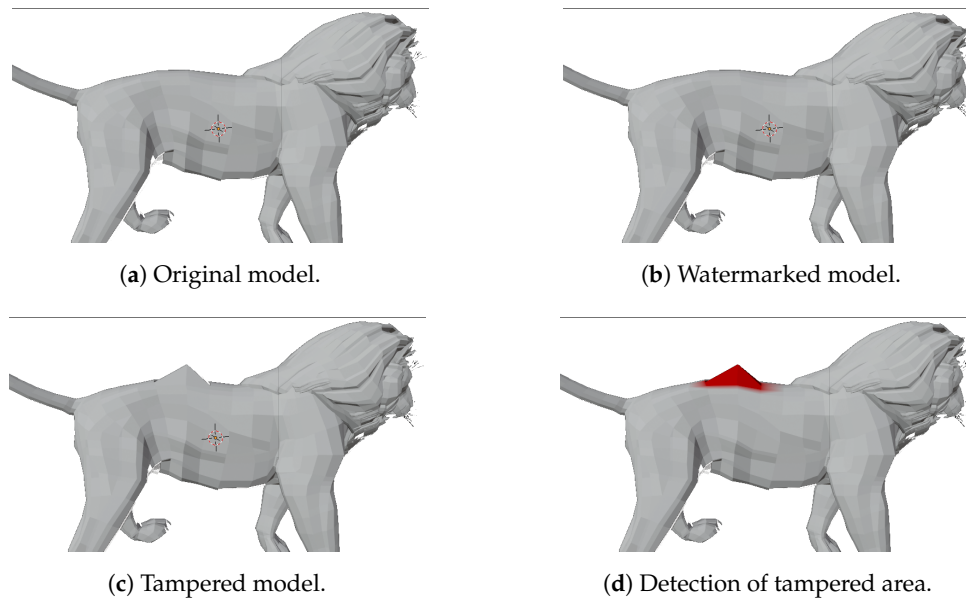 (a) Original model.
(b) Watermarked model.
(c) Tampered model.
(d) Detection of tampered area.